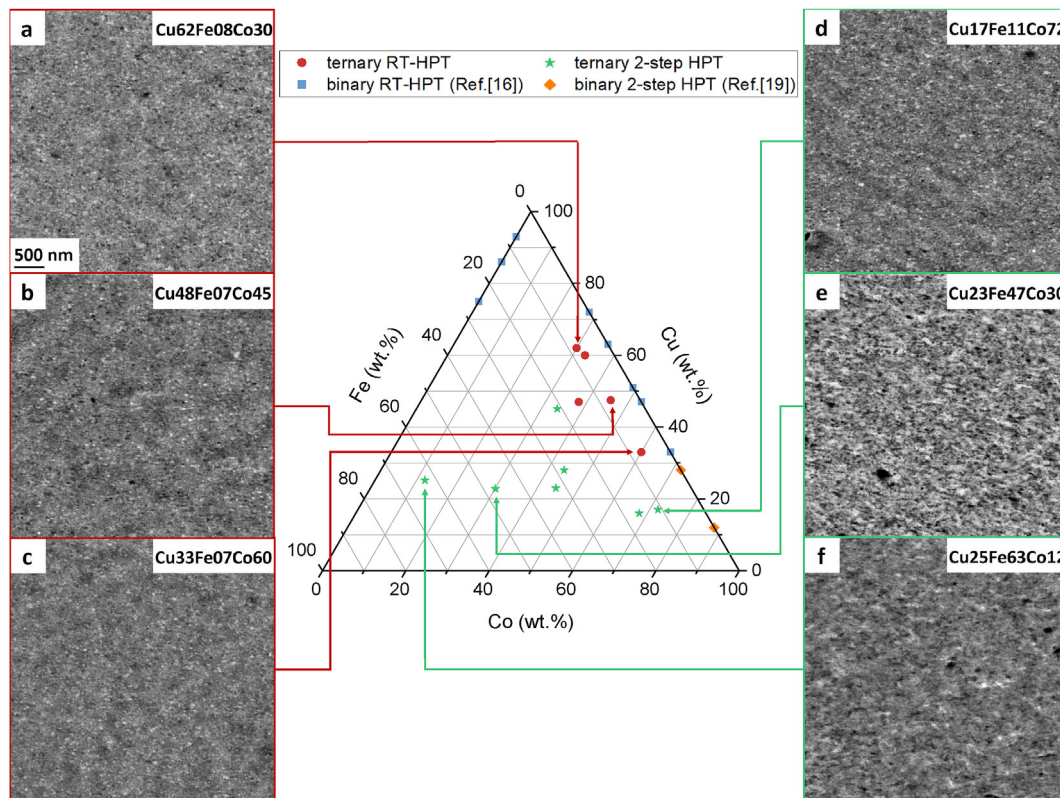 a
Cu62Fe08Co30
500 nm
b
Cu48Fe07Co45
c
Cu33Fe07Co60
ternary RT-HPT
ternary 2-step HPT
binary RT-HPT (Ref.[16])
binary 2-step HPT (Ref.[19])
0
20
40
60
80
100
Fe (wt.%)
100
80
60
40
20
0
Cu (wt.%)
0
20
40
60
80
100
Co (wt.%)
d
Cu17Fe11Co72
e
Cu23Fe47Co30
f
Cu25Fe63Co12